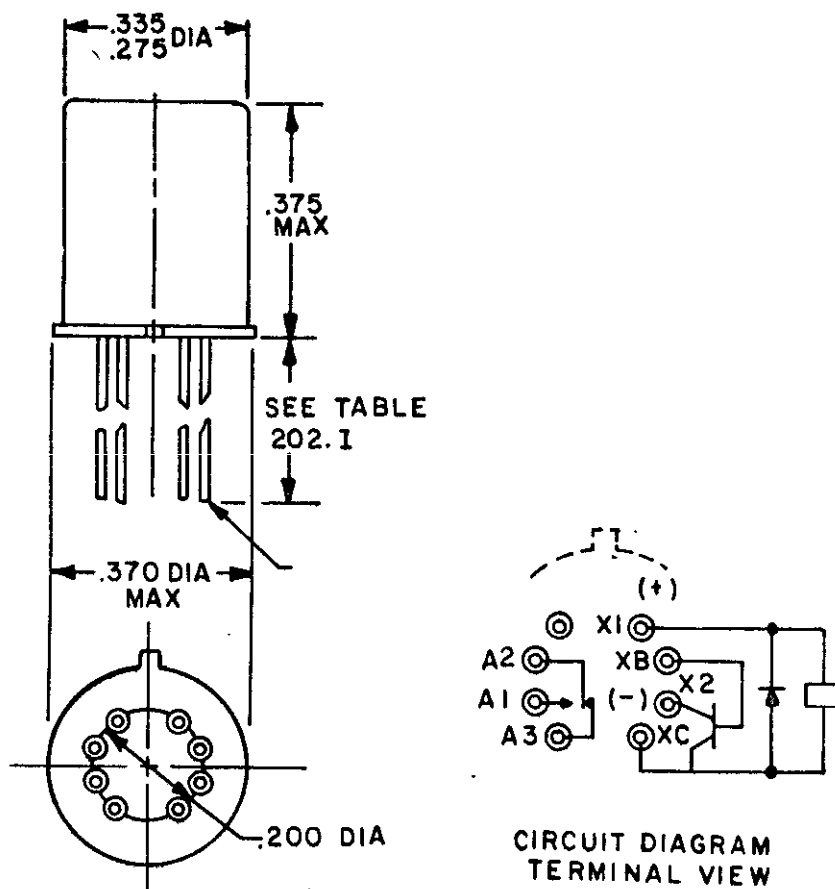 .335
.275 DIA
.375
MAX
SEE TABLE
202.I
.370 DIA
MAX
.200 DIA
(+)
X1
A2
XB
A1
(-)
X2
A3
XC
CIRCUIT DIAGRAM
TERMINAL VIEW